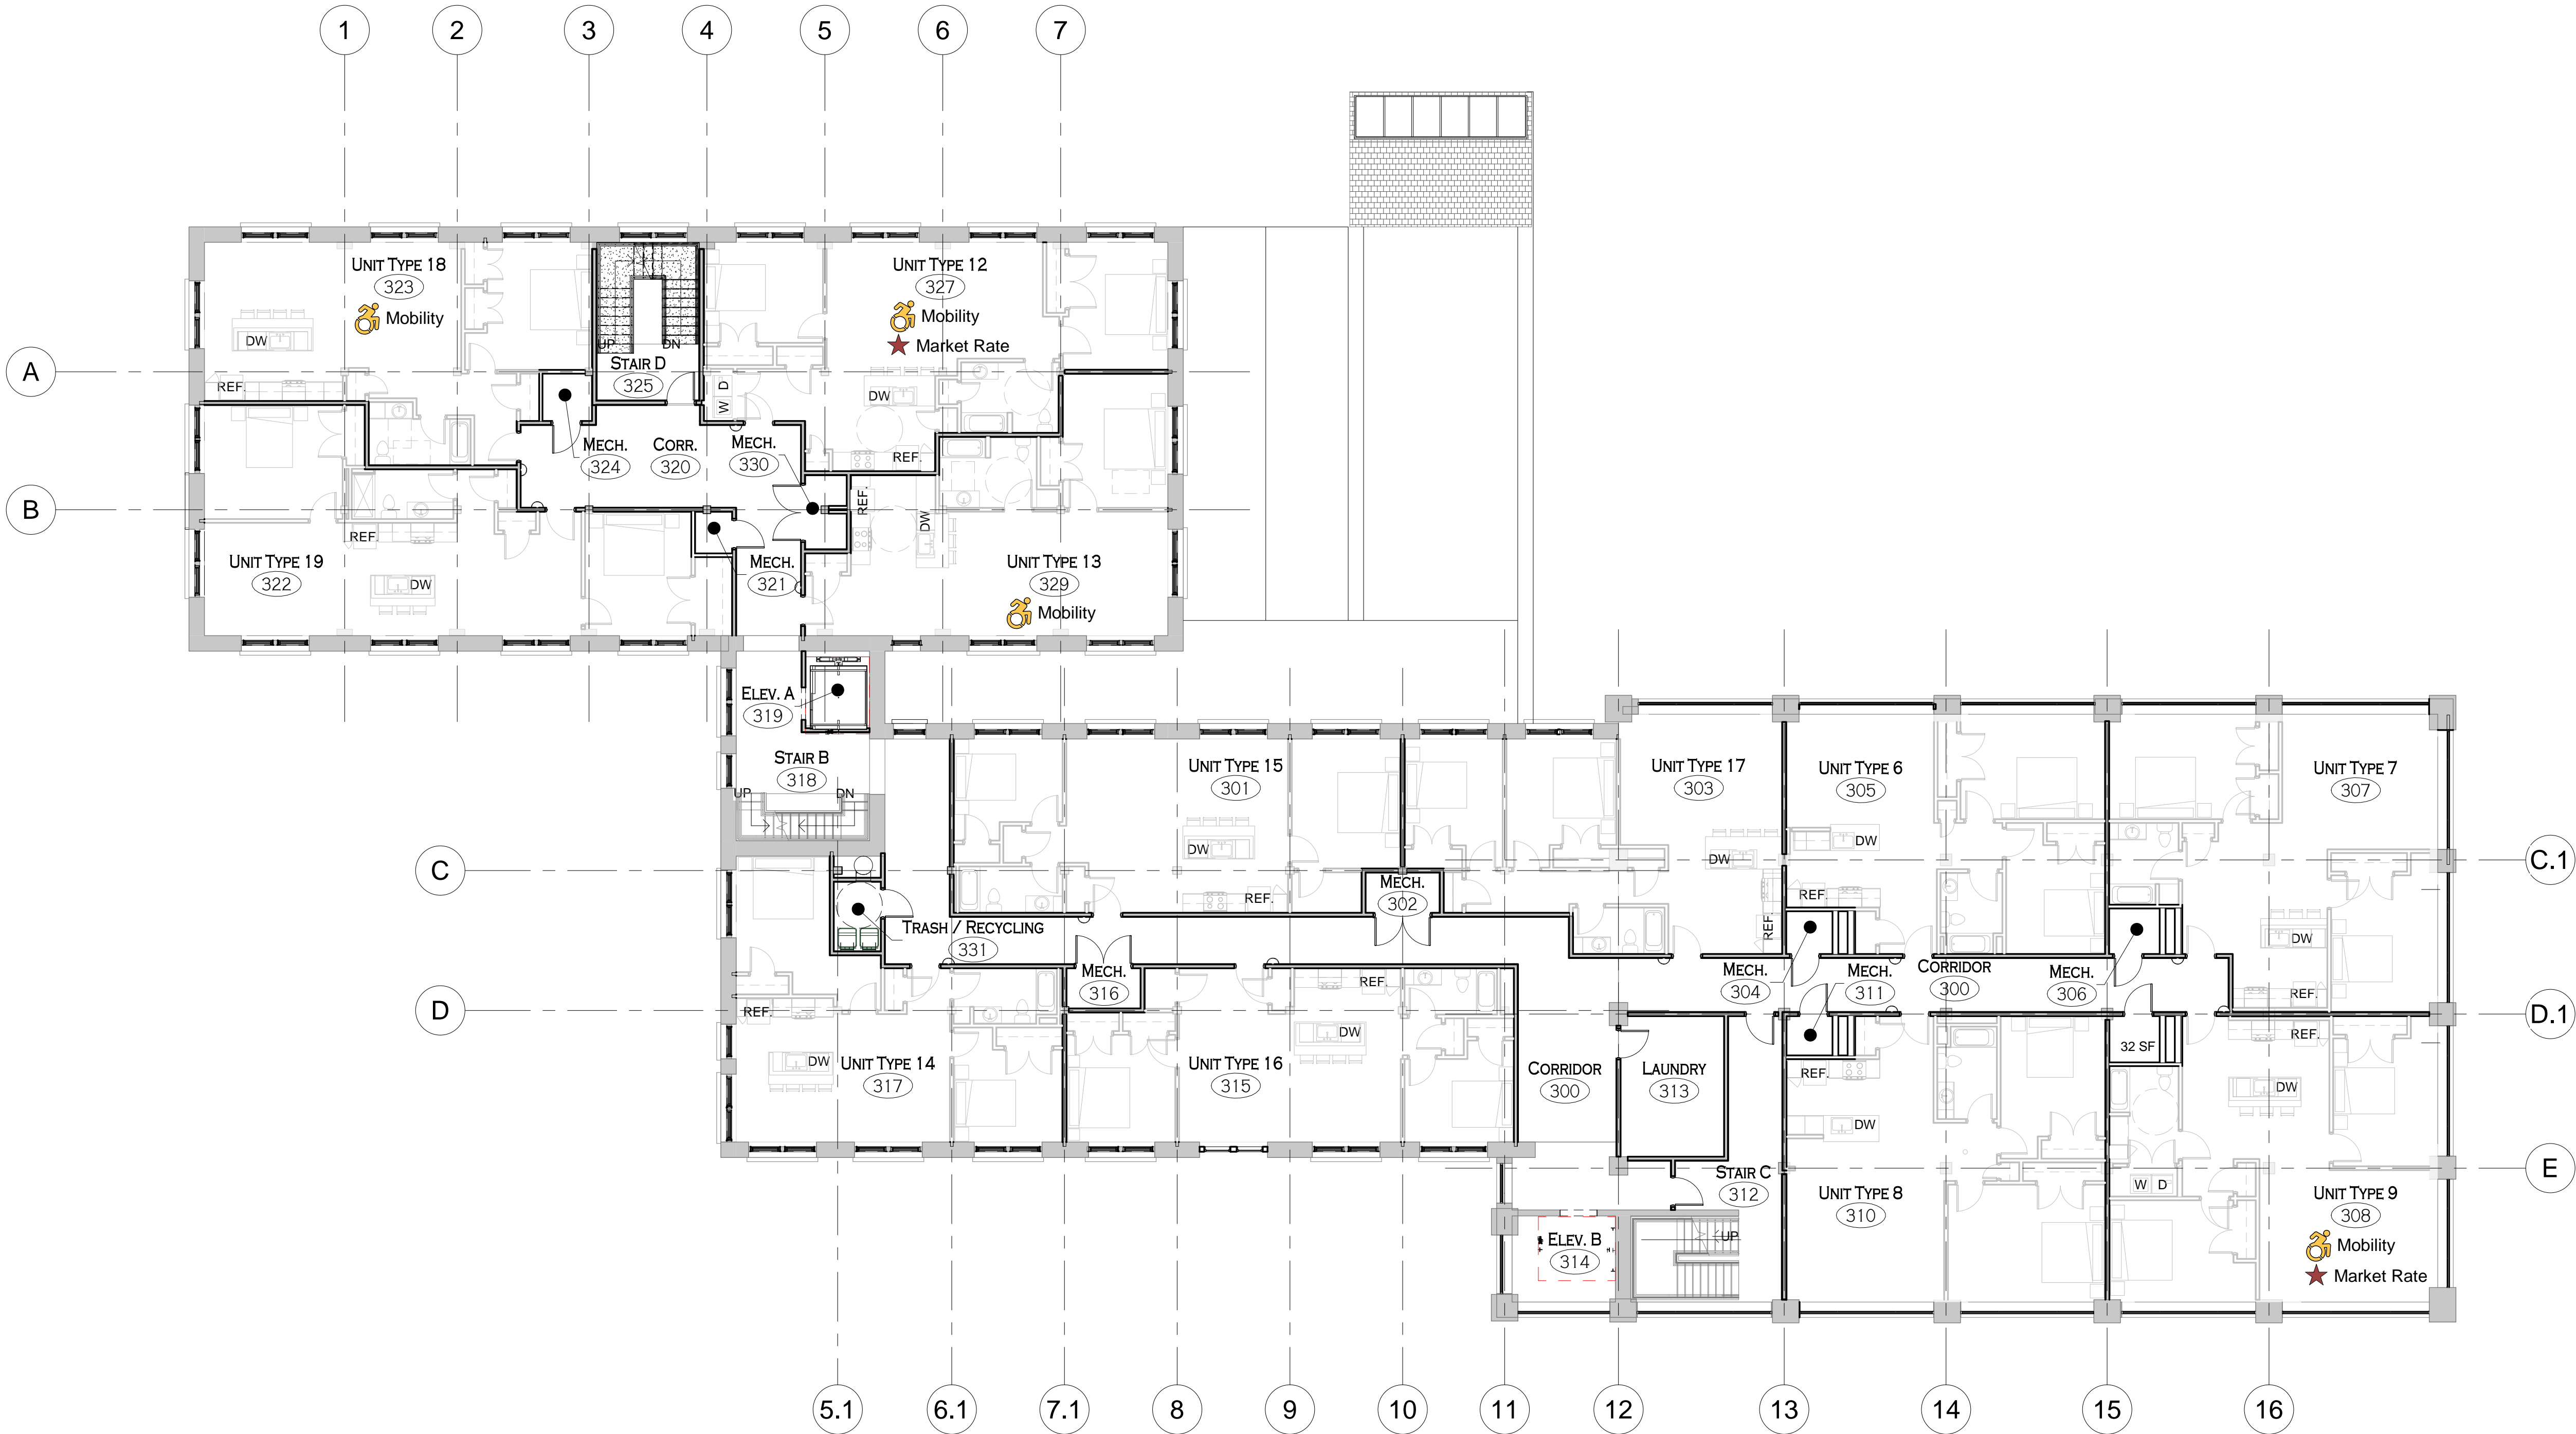 1 2 3 4 5 6 7
A
B
UNIT TYPE 18
323
Mobility
DW
REF.
UP DN
STAIR D
325
UNIT TYPE 12
327
Mobility
Market Rate
W D
DW
REF.
MECH.
324
CORR.
320
MECH.
330
REF.
UNIT TYPE 19
322
DW
MECH.
321
REF.
DW
UNIT TYPE 13
329
Mobility
ELEV. A
319
STAIR B
318
UP DN
C
D
C.1
D.1
E
UNIT TYPE 15
301
DW
REF.
MECH.
302
UNIT TYPE 17
303
DW
REF.
UNIT TYPE 6
305
DW
REF.
UNIT TYPE 7
307
DW
REF.
TRASH / RECYCLING
331
MECH.
316
MECH.
304
MECH.
311
CORRIDOR
300
MECH.
306
REF.
DW
UNIT TYPE 14
317
REF.
DW
UNIT TYPE 16
315
CORRIDOR
300
LAUNDRY
313
REF.
DW
32 SF
REF.
DW
STAIR C
312
UNIT TYPE 8
310
W D
UNIT TYPE 9
308
Mobility
Market Rate
ELEV. B
314
UP
5.1 6.1 7.1 8 9 10 11 12 13 14 15 16